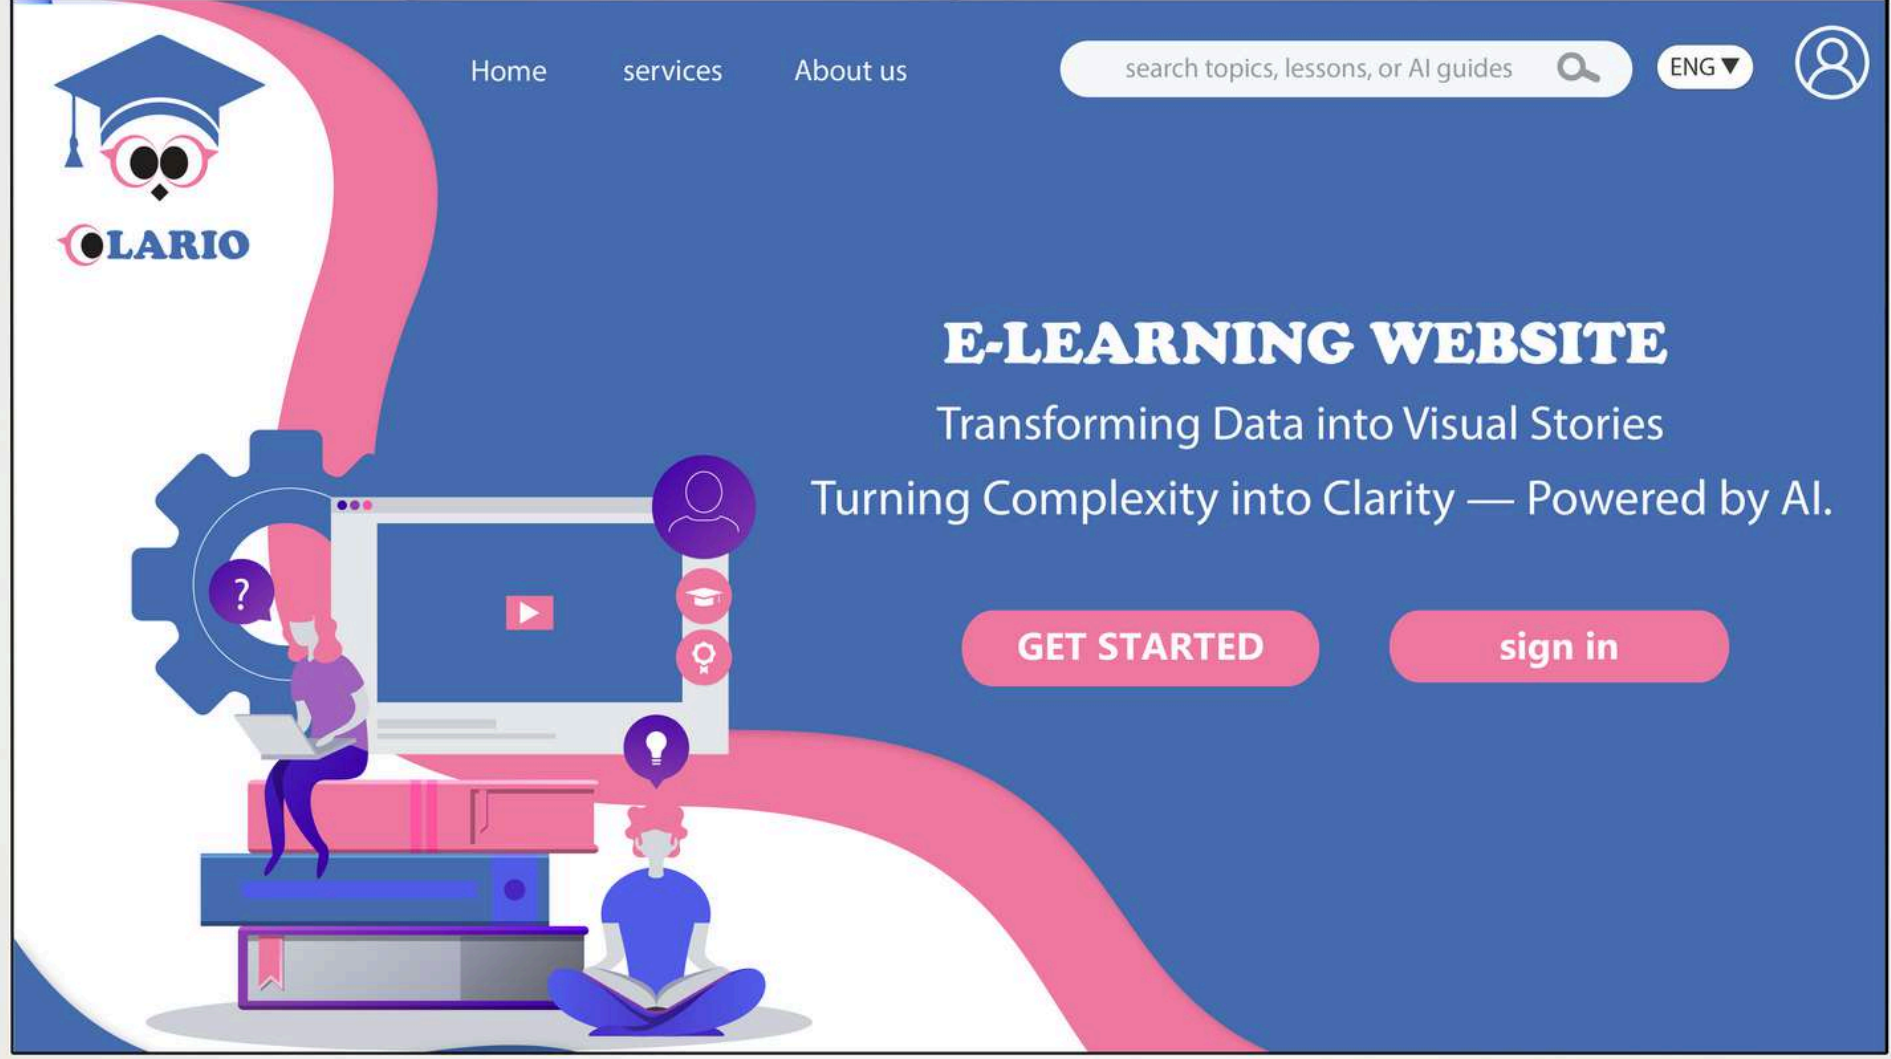 Home services About us
search topics, lessons, or AI guides
ENG▼
OLARIO
E-LEARNING WEBSITE
Transforming Data into Visual Stories
Turning Complexity into Clarity — Powered by AI.
?
GET STARTED
sign in